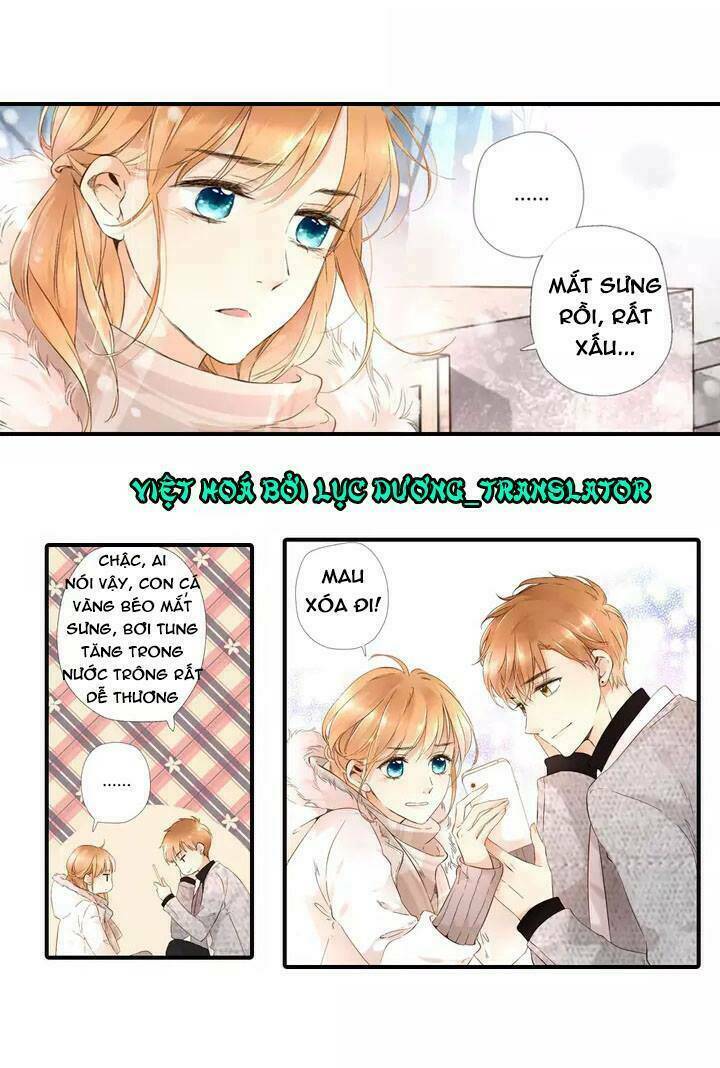 ......
MẮT SƯNG
RỒI, RẤT
XẤU...
VIỆT HOÁ BỞI LỤC DƯƠNG_TRANSLATOR
CHẬC, AI
NÓI VẬY, CON CÁ
VÀNG BÉO MẮT
SƯNG, BƠI TUNG
TĂNG TRONG
NƯỚC TRÔNG RẤT
DỄ THƯƠNG
......
MAU
XÓA ĐI!